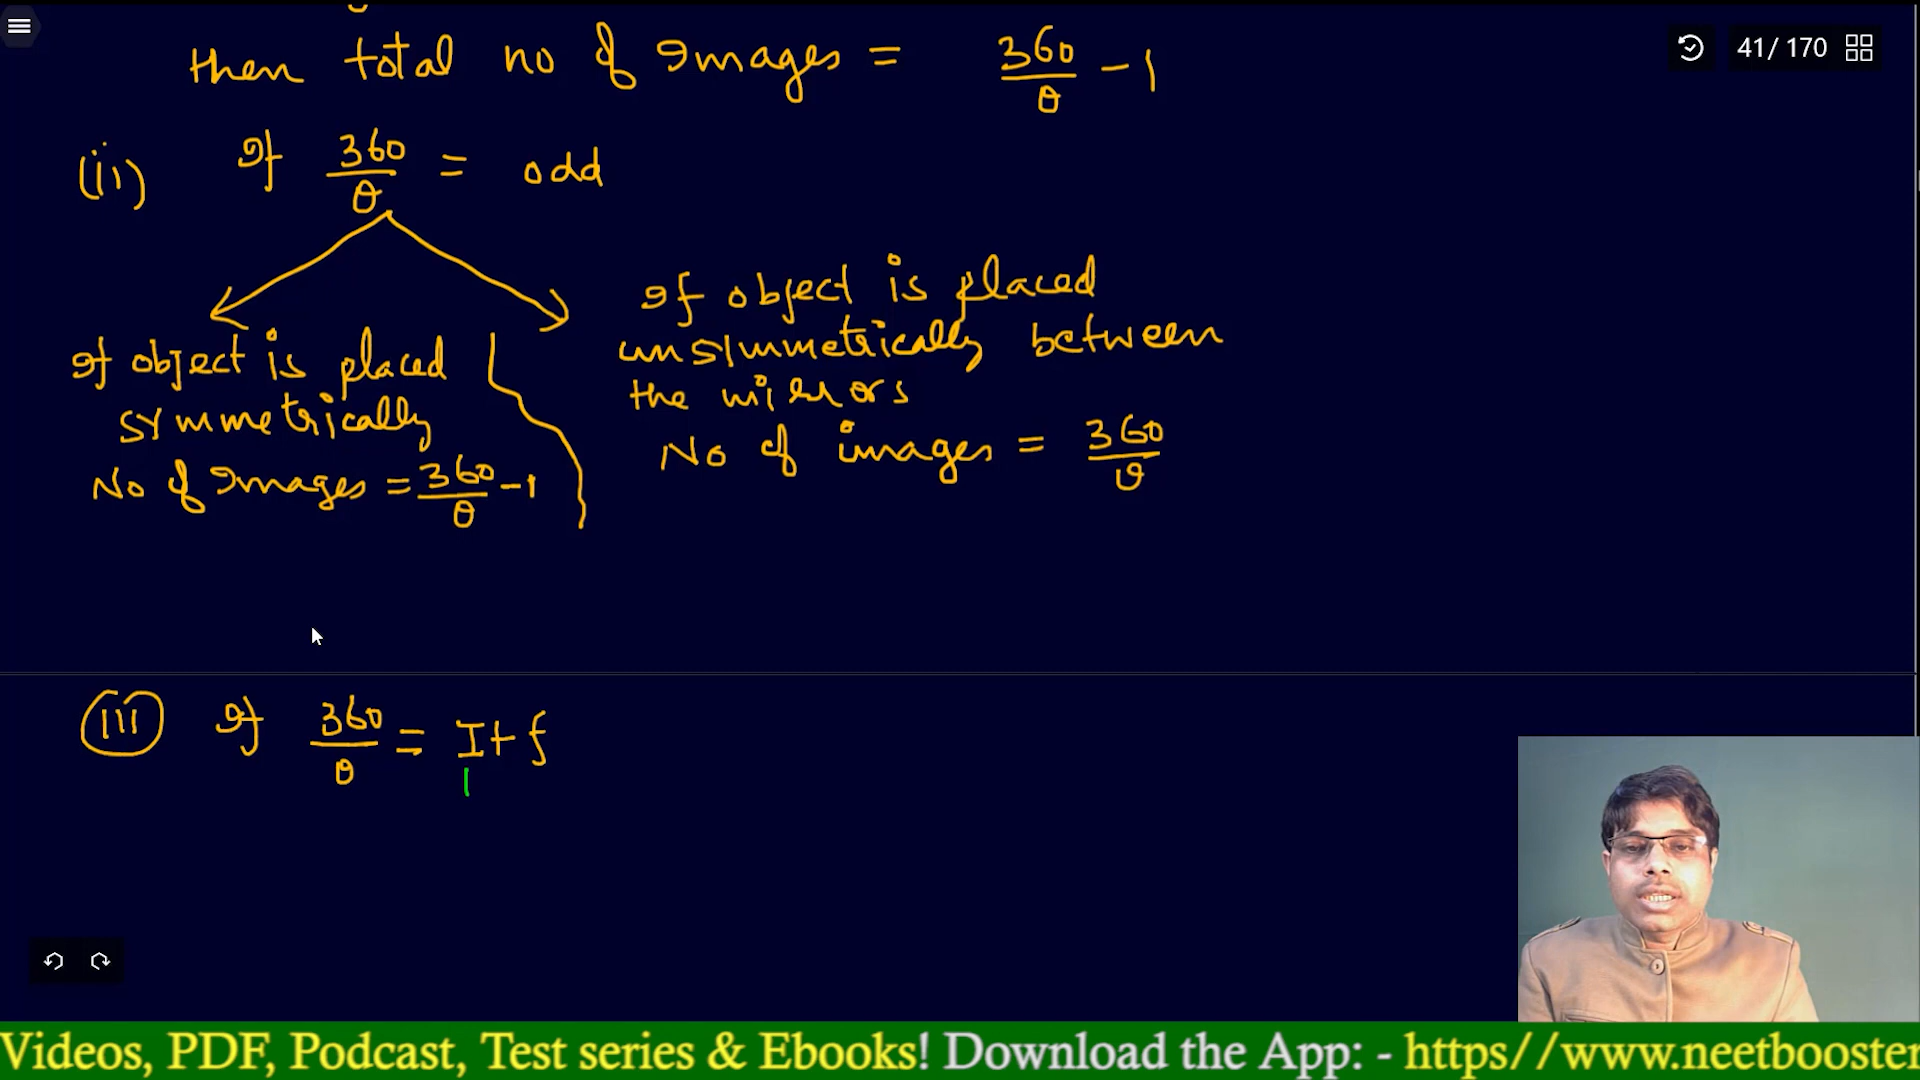 41/ 170
then total no of Images = 360/θ - 1
(ii) If 360/θ = odd
If object is placed
unsymmetrically between
the mirrors
No of images = 360/θ
If object is placed
symmetrically
No of Images = 360/θ - 1
(III) If 360/θ = I + f
Videos, PDF, Podcast, Test series & Ebooks! Download the App: - https//www.neetbooster